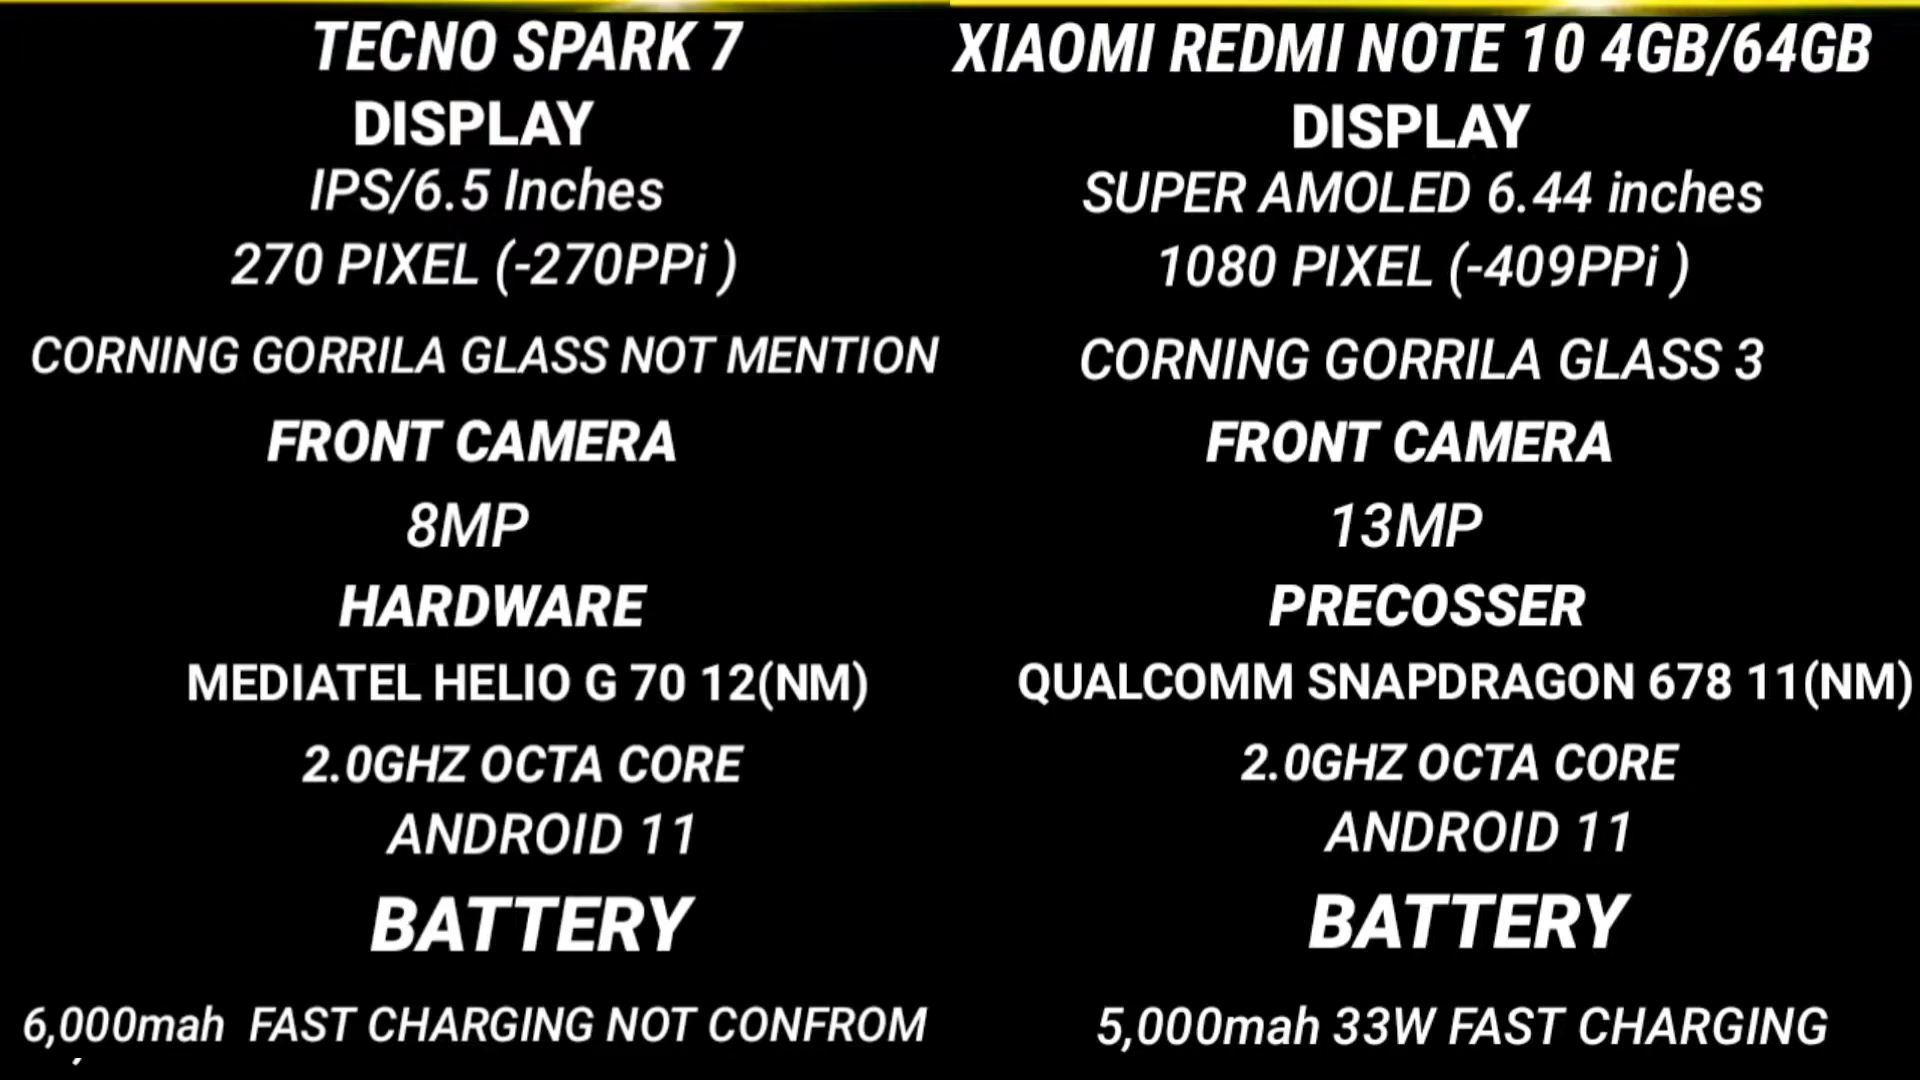 TECNO SPARK 7
DISPLAY
IPS/6.5 Inches
270 PIXEL (-270PPi )
CORNING GORRILA GLASS NOT MENTION
FRONT CAMERA
8MP
HARDWARE
MEDIATEL HELIO G 70 12(NM)
2.0GHZ OCTA CORE
ANDROID 11
BATTERY
6,000mah FAST CHARGING NOT CONFROM
XIAOMI REDMI NOTE 10 4GB/64GB
DISPLAY
SUPER AMOLED 6.44 inches
1080 PIXEL (-409PPi )
CORNING GORRILA GLASS 3
FRONT CAMERA
13MP
PRECOSSER
QUALCOMM SNAPDRAGON 678 11(NM)
2.0GHZ OCTA CORE
ANDROID 11
BATTERY
5,000mah 33W FAST CHARGING